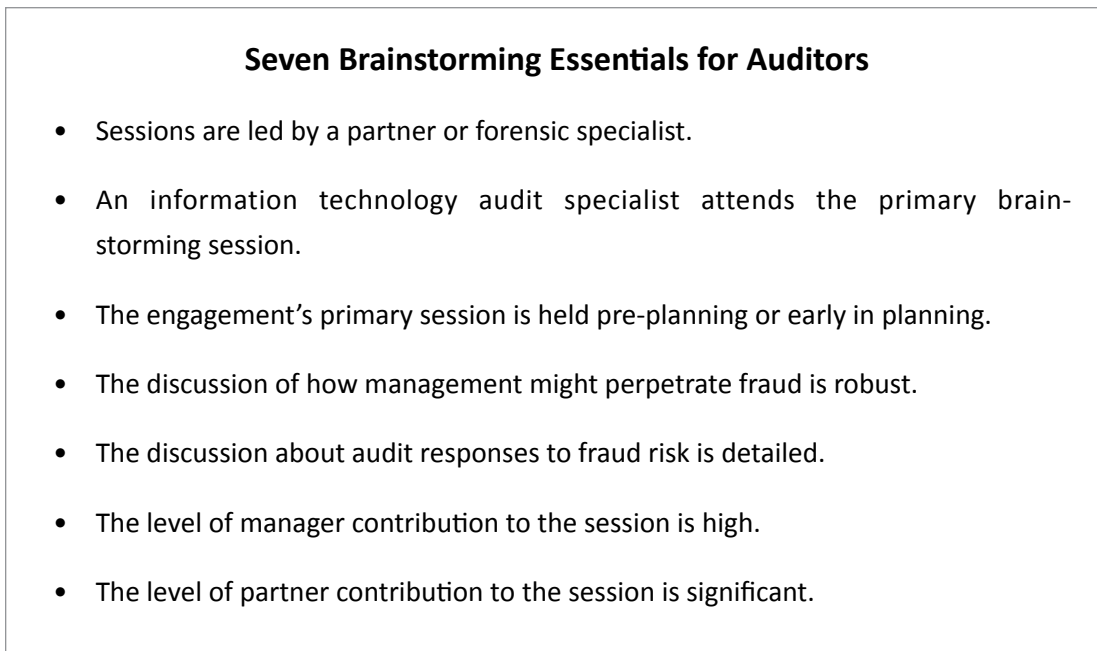 Seven Brainstorming Essentials for Auditors
• Sessions are led by a partner or forensic specialist.
• An information technology audit specialist attends the primary brain-
storming session.
• The engagement’s primary session is held pre-planning or early in planning.
• The discussion of how management might perpetrate fraud is robust.
• The discussion about audit responses to fraud risk is detailed.
• The level of manager contribution to the session is high.
• The level of partner contribution to the session is significant.